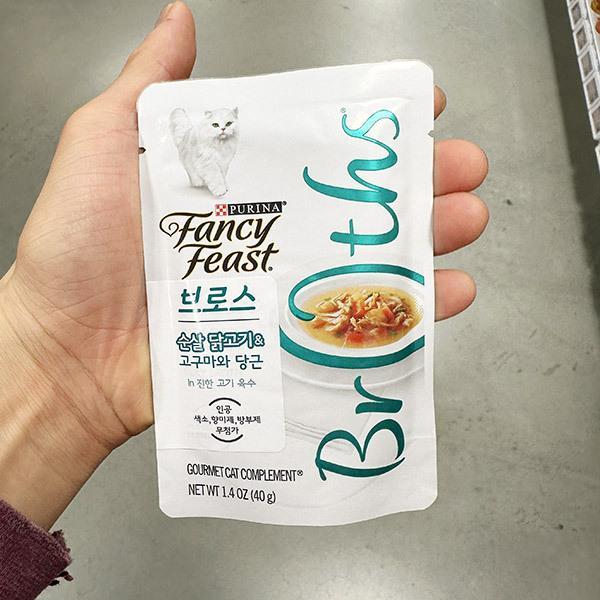 PURINA
Fancy
Feast®
브로스
순살 닭고기&
고구마와 당근
In 진한 고기 육수
인공
색소,향미제,방부제
무첨가
GOURMET CAT COMPLEMENT®
NET WT 1.4 OZ (40 g)
Broths®